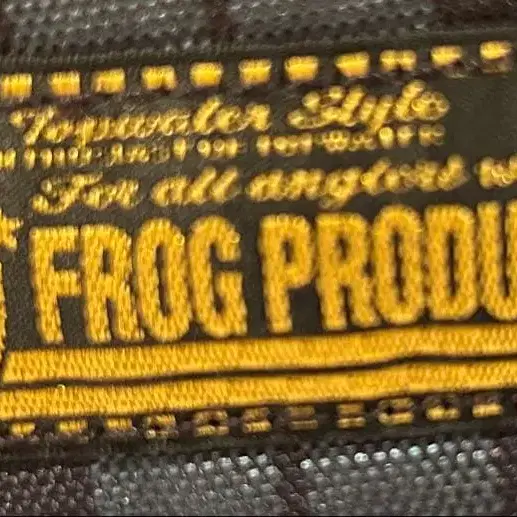 Topwater Style
For all anglers w
FROG PRODU